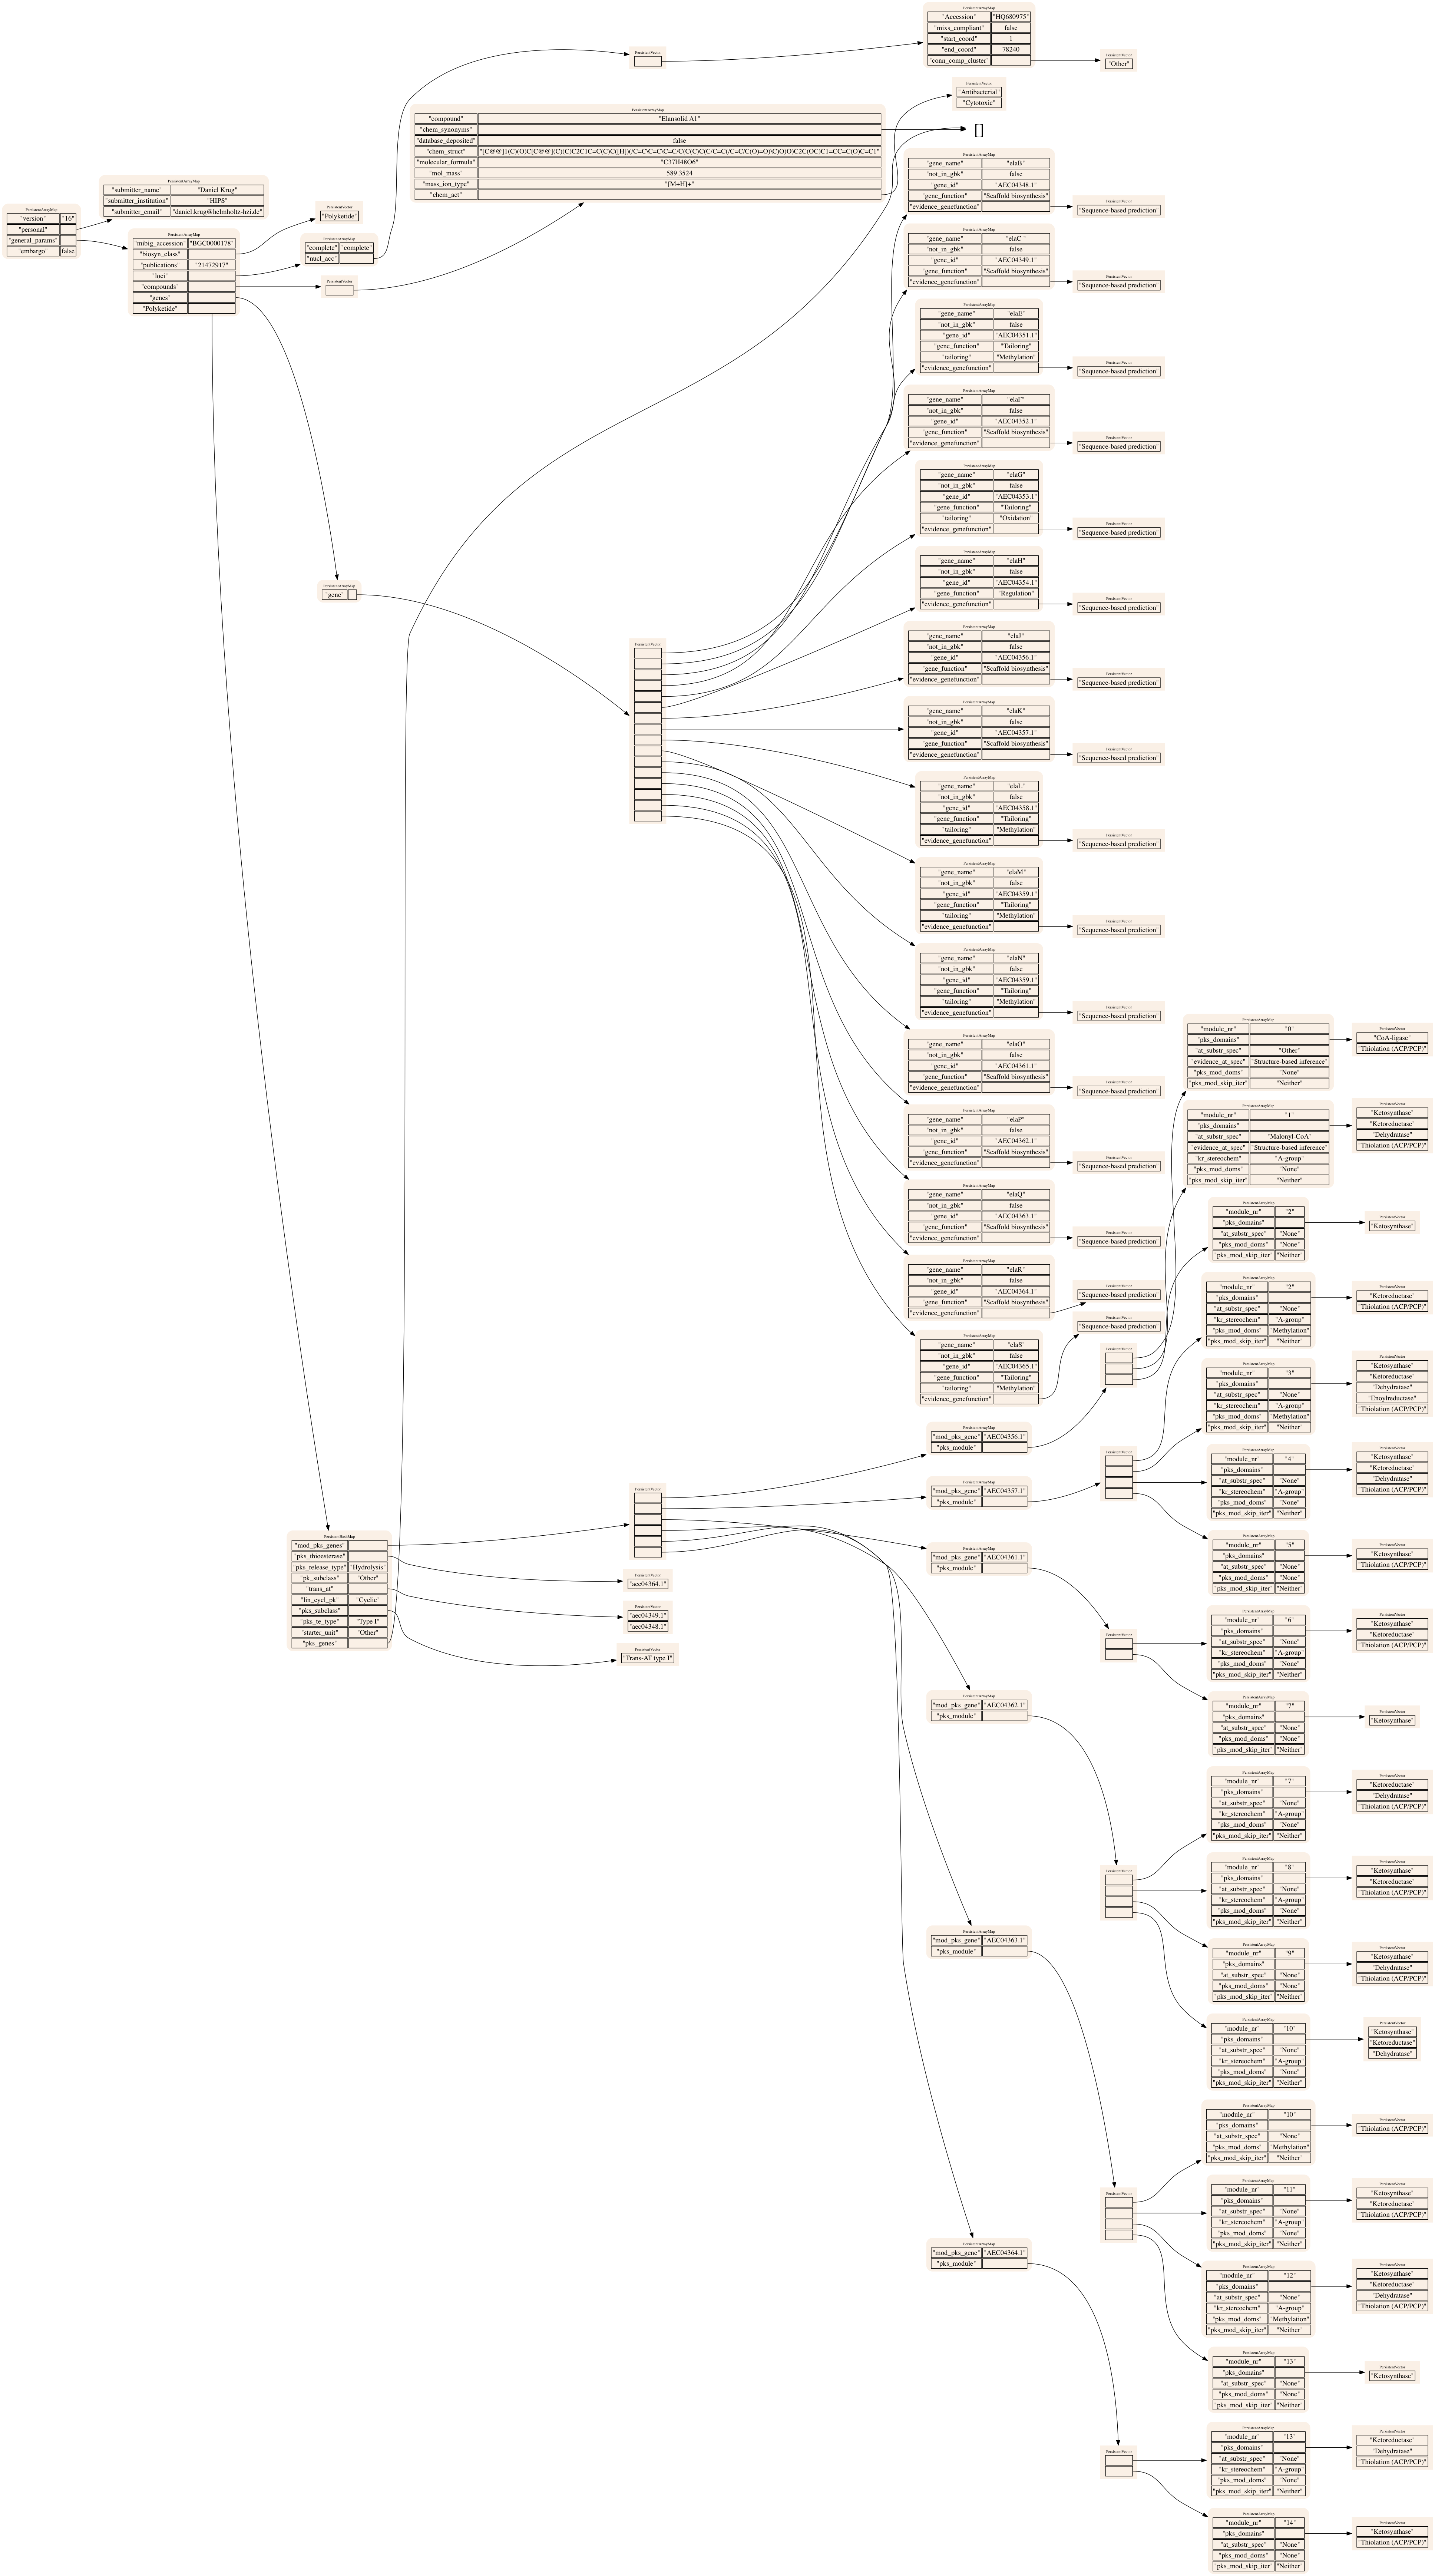 PersistentArrayMap
"version" "16"
"personal"
"general_params"
"embargo" false
PersistentArrayMap
"submitter_name" "Daniel Krug"
"submitter_institution" "HIPS"
"submitter_email" "daniel.krug@helmholtz-hzi.de"
PersistentArrayMap
"mibig_accession" "BGC0000178"
"biosyn_class"
"publications" "21472917"
"loci"
"compounds"
"genes"
"Polyketide"
PersistentVector
"Polyketide"
PersistentArrayMap
"complete" "complete"
"nucl_acc"
PersistentVector
PersistentArrayMap
"gene"
PersistentHashMap
"mod_pks_genes"
"pks_thioesterase"
"pks_release_type" "Hydrolysis"
"pk_subclass" "Other"
"trans_at"
"lin_cycl_pk" "Cyclic"
"pks_subclass"
"pks_te_type" "Type I"
"starter_unit" "Other"
"pks_genes"
PersistentVector
PersistentArrayMap
"compound" "Elansolid A1"
"chem_synonyms"
"database_deposited" false
"chem_struct" "[C@@]1(C)(O)C[C@@](C)(C)C2C1C=C(C)C([H])(/C=C\C=C\C=C/C(C(C)C(C/C=C(/C=C/C(O)=O)\C)O)O)C2C(OC)C1=CC=C(O)C=C1"
"molecular_formula" "C37H48O6"
"mol_mass" 589.3524
"mass_ion_type" "[M+H]+"
"chem_act"
PersistentVector
PersistentVector
PersistentVector
"aec04364.1"
PersistentVector
"aec04349.1"
"aec04348.1"
PersistentVector
"Trans-AT type I"
PersistentArrayMap
"Accession" "HQ680975"
"mixs_compliant" false
"start_coord" 1
"end_coord" 78240
"conn_comp_cluster"
PersistentVector
"Other"
PersistentVector
"Antibacterial"
"Cytotoxic"
[]
PersistentArrayMap
"gene_name" "elaB"
"not_in_gbk" false
"gene_id" "AEC04348.1"
"gene_function" "Scaffold biosynthesis"
"evidence_genefunction"
PersistentVector
"Sequence-based prediction"
PersistentArrayMap
"gene_name" "elaC "
"not_in_gbk" false
"gene_id" "AEC04349.1"
"gene_function" "Scaffold biosynthesis"
"evidence_genefunction"
PersistentVector
"Sequence-based prediction"
PersistentArrayMap
"gene_name" "elaE"
"not_in_gbk" false
"gene_id" "AEC04351.1"
"gene_function" "Tailoring"
"tailoring" "Methylation"
"evidence_genefunction"
PersistentVector
"Sequence-based prediction"
PersistentArrayMap
"gene_name" "elaF"
"not_in_gbk" false
"gene_id" "AEC04352.1"
"gene_function" "Scaffold biosynthesis"
"evidence_genefunction"
PersistentVector
"Sequence-based prediction"
PersistentArrayMap
"gene_name" "elaG"
"not_in_gbk" false
"gene_id" "AEC04353.1"
"gene_function" "Tailoring"
"tailoring" "Oxidation"
"evidence_genefunction"
PersistentVector
"Sequence-based prediction"
PersistentArrayMap
"gene_name" "elaH"
"not_in_gbk" false
"gene_id" "AEC04354.1"
"gene_function" "Regulation"
"evidence_genefunction"
PersistentVector
"Sequence-based prediction"
PersistentArrayMap
"gene_name" "elaJ"
"not_in_gbk" false
"gene_id" "AEC04356.1"
"gene_function" "Scaffold biosynthesis"
"evidence_genefunction"
PersistentVector
"Sequence-based prediction"
PersistentArrayMap
"gene_name" "elaK"
"not_in_gbk" false
"gene_id" "AEC04357.1"
"gene_function" "Scaffold biosynthesis"
"evidence_genefunction"
PersistentVector
"Sequence-based prediction"
PersistentArrayMap
"gene_name" "elaL"
"not_in_gbk" false
"gene_id" "AEC04358.1"
"gene_function" "Tailoring"
"tailoring" "Methylation"
"evidence_genefunction"
PersistentVector
"Sequence-based prediction"
PersistentArrayMap
"gene_name" "elaM"
"not_in_gbk" false
"gene_id" "AEC04359.1"
"gene_function" "Tailoring"
"tailoring" "Methylation"
"evidence_genefunction"
PersistentVector
"Sequence-based prediction"
PersistentArrayMap
"gene_name" "elaN"
"not_in_gbk" false
"gene_id" "AEC04359.1"
"gene_function" "Tailoring"
"tailoring" "Methylation"
"evidence_genefunction"
PersistentVector
"Sequence-based prediction"
PersistentArrayMap
"gene_name" "elaO"
"not_in_gbk" false
"gene_id" "AEC04361.1"
"gene_function" "Scaffold biosynthesis"
"evidence_genefunction"
PersistentVector
"Sequence-based prediction"
PersistentArrayMap
"gene_name" "elaP"
"not_in_gbk" false
"gene_id" "AEC04362.1"
"gene_function" "Scaffold biosynthesis"
"evidence_genefunction"
PersistentVector
"Sequence-based prediction"
PersistentArrayMap
"gene_name" "elaQ"
"not_in_gbk" false
"gene_id" "AEC04363.1"
"gene_function" "Scaffold biosynthesis"
"evidence_genefunction"
PersistentVector
"Sequence-based prediction"
PersistentArrayMap
"gene_name" "elaR"
"not_in_gbk" false
"gene_id" "AEC04364.1"
"gene_function" "Scaffold biosynthesis"
"evidence_genefunction"
PersistentVector
"Sequence-based prediction"
PersistentArrayMap
"gene_name" "elaS"
"not_in_gbk" false
"gene_id" "AEC04365.1"
"gene_function" "Tailoring"
"tailoring" "Methylation"
"evidence_genefunction"
PersistentVector
"Sequence-based prediction"
PersistentVector
PersistentArrayMap
"mod_pks_gene" "AEC04356.1"
"pks_module"
PersistentVector
PersistentArrayMap
"module_nr" "0"
"pks_domains"
"at_substr_spec" "Other"
"evidence_at_spec" "Structure-based inference"
"pks_mod_doms" "None"
"pks_mod_skip_iter" "Neither"
PersistentVector
"CoA-ligase"
"Thiolation (ACP/PCP)"
PersistentArrayMap
"module_nr" "1"
"pks_domains"
"at_substr_spec" "Malonyl-CoA"
"evidence_at_spec" "Structure-based inference"
"kr_stereochem" "A-group"
"pks_mod_doms" "None"
"pks_mod_skip_iter" "Neither"
PersistentVector
"Ketosynthase"
"Ketoreductase"
"Dehydratase"
"Thiolation (ACP/PCP)"
PersistentArrayMap
"module_nr" "2"
"pks_domains"
"at_substr_spec" "None"
"pks_mod_doms" "None"
"pks_mod_skip_iter" "Neither"
PersistentVector
"Ketosynthase"
PersistentArrayMap
"mod_pks_gene" "AEC04357.1"
"pks_module"
PersistentVector
PersistentArrayMap
"module_nr" "2"
"pks_domains"
"at_substr_spec" "None"
"kr_stereochem" "A-group"
"pks_mod_doms" "Methylation"
"pks_mod_skip_iter" "Neither"
PersistentVector
"Ketoreductase"
"Thiolation (ACP/PCP)"
PersistentArrayMap
"module_nr" "3"
"pks_domains"
"at_substr_spec" "None"
"kr_stereochem" "A-group"
"pks_mod_doms" "Methylation"
"pks_mod_skip_iter" "Neither"
PersistentVector
"Ketosynthase"
"Ketoreductase"
"Dehydratase"
"Enoylreductase"
"Thiolation (ACP/PCP)"
PersistentArrayMap
"module_nr" "4"
"pks_domains"
"at_substr_spec" "None"
"kr_stereochem" "A-group"
"pks_mod_doms" "None"
"pks_mod_skip_iter" "Neither"
PersistentVector
"Ketosynthase"
"Ketoreductase"
"Dehydratase"
"Thiolation (ACP/PCP)"
PersistentArrayMap
"module_nr" "5"
"pks_domains"
"at_substr_spec" "None"
"pks_mod_doms" "None"
"pks_mod_skip_iter" "Neither"
PersistentVector
"Ketosynthase"
"Thiolation (ACP/PCP)"
PersistentArrayMap
"mod_pks_gene" "AEC04361.1"
"pks_module"
PersistentVector
PersistentArrayMap
"module_nr" "6"
"pks_domains"
"at_substr_spec" "None"
"kr_stereochem" "A-group"
"pks_mod_doms" "None"
"pks_mod_skip_iter" "Neither"
PersistentVector
"Ketosynthase"
"Ketoreductase"
"Thiolation (ACP/PCP)"
PersistentArrayMap
"module_nr" "7"
"pks_domains"
"at_substr_spec" "None"
"pks_mod_doms" "None"
"pks_mod_skip_iter" "Neither"
PersistentVector
"Ketosynthase"
PersistentArrayMap
"mod_pks_gene" "AEC04362.1"
"pks_module"
PersistentVector
PersistentArrayMap
"module_nr" "7"
"pks_domains"
"at_substr_spec" "None"
"kr_stereochem" "A-group"
"pks_mod_doms" "None"
"pks_mod_skip_iter" "Neither"
PersistentVector
"Ketoreductase"
"Dehydratase"
"Thiolation (ACP/PCP)"
PersistentArrayMap
"module_nr" "8"
"pks_domains"
"at_substr_spec" "None"
"kr_stereochem" "A-group"
"pks_mod_doms" "None"
"pks_mod_skip_iter" "Neither"
PersistentVector
"Ketosynthase"
"Ketoreductase"
"Thiolation (ACP/PCP)"
PersistentArrayMap
"module_nr" "9"
"pks_domains"
"at_substr_spec" "None"
"pks_mod_doms" "None"
"pks_mod_skip_iter" "Neither"
PersistentVector
"Ketosynthase"
"Dehydratase"
"Thiolation (ACP/PCP)"
PersistentArrayMap
"module_nr" "10"
"pks_domains"
"at_substr_spec" "None"
"kr_stereochem" "A-group"
"pks_mod_doms" "None"
"pks_mod_skip_iter" "Neither"
PersistentVector
"Ketosynthase"
"Ketoreductase"
"Dehydratase"
PersistentArrayMap
"mod_pks_gene" "AEC04363.1"
"pks_module"
PersistentVector
PersistentArrayMap
"module_nr" "10"
"pks_domains"
"at_substr_spec" "None"
"pks_mod_doms" "Methylation"
"pks_mod_skip_iter" "Neither"
PersistentVector
"Thiolation (ACP/PCP)"
PersistentArrayMap
"module_nr" "11"
"pks_domains"
"at_substr_spec" "None"
"kr_stereochem" "A-group"
"pks_mod_doms" "None"
"pks_mod_skip_iter" "Neither"
PersistentVector
"Ketosynthase"
"Ketoreductase"
"Thiolation (ACP/PCP)"
PersistentArrayMap
"module_nr" "12"
"pks_domains"
"at_substr_spec" "None"
"kr_stereochem" "A-group"
"pks_mod_doms" "Methylation"
"pks_mod_skip_iter" "Neither"
PersistentVector
"Ketosynthase"
"Ketoreductase"
"Dehydratase"
"Thiolation (ACP/PCP)"
PersistentArrayMap
"module_nr" "13"
"pks_domains"
"at_substr_spec" "None"
"pks_mod_doms" "None"
"pks_mod_skip_iter" "Neither"
PersistentVector
"Ketosynthase"
PersistentArrayMap
"mod_pks_gene" "AEC04364.1"
"pks_module"
PersistentVector
PersistentArrayMap
"module_nr" "13"
"pks_domains"
"at_substr_spec" "None"
"kr_stereochem" "A-group"
"pks_mod_doms" "None"
"pks_mod_skip_iter" "Neither"
PersistentVector
"Ketoreductase"
"Dehydratase"
"Thiolation (ACP/PCP)"
PersistentArrayMap
"module_nr" "14"
"pks_domains"
"at_substr_spec" "None"
"pks_mod_doms" "None"
"pks_mod_skip_iter" "Neither"
PersistentVector
"Ketosynthase"
"Thiolation (ACP/PCP)"